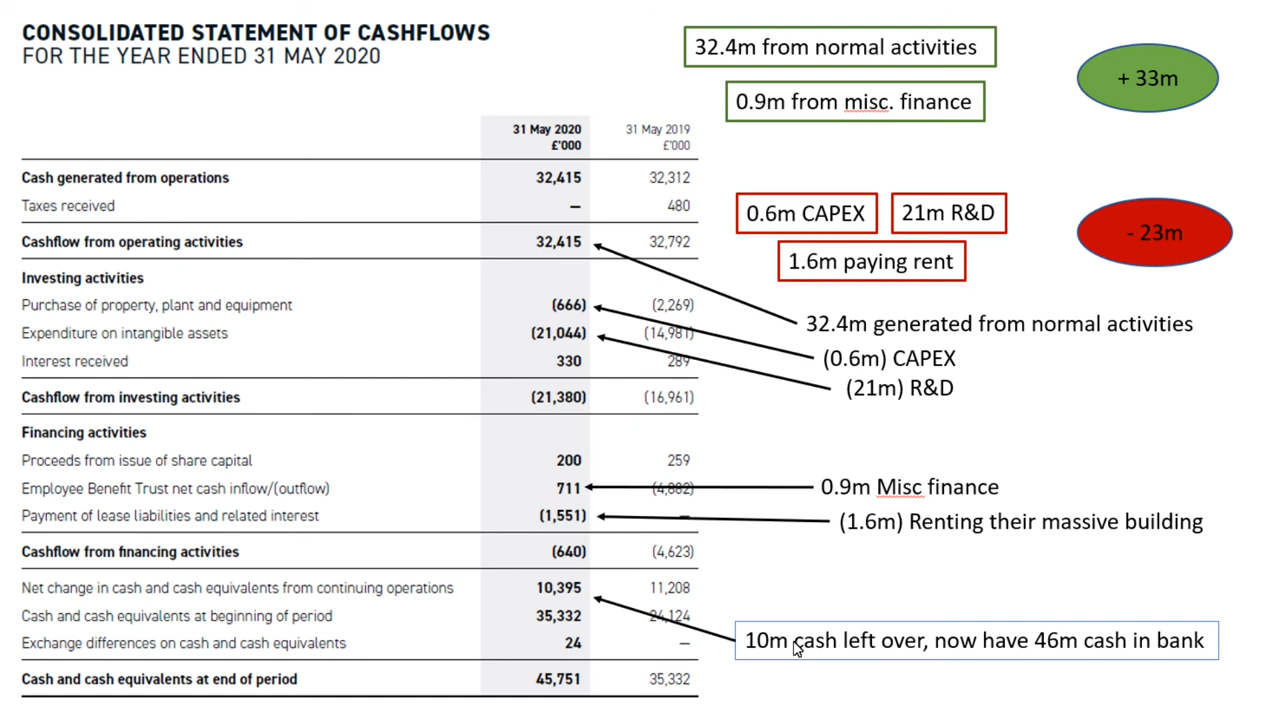 CONSOLIDATED STATEMENT OF CASHFLOWS
FOR THE YEAR ENDED 31 MAY 2020
32.4m from normal activities
+ 33m
0.9m from misc. finance
31 May 2020 31 May 2019
£'000 £'000
Cash generated from operations 32,415 32,312
Taxes received — 480
Cashflow from operating activities 32,415 32,792
0.6m CAPEX 21m R&D
- 23m
1.6m paying rent
Investing activities
Purchase of property, plant and equipment (666) (2,269)
Expenditure on intangible assets (21,044) (14,981)
Interest received 330 289
Cashflow from investing activities (21,380) (16,961)
32.4m generated from normal activities
(0.6m) CAPEX
(21m) R&D
Financing activities
Proceeds from issue of share capital 200 259
Employee Benefit Trust net cash inflow/(outflow) 711 (4,882) 0.9m Misc finance
Payment of lease liabilities and related interest (1,551) — (1.6m) Renting their massive building
Cashflow from financing activities (640) (4,623)
Net change in cash and cash equivalents from continuing operations 10,395 11,208
Cash and cash equivalents at beginning of period 35,332 24,124
Exchange differences on cash and cash equivalents 24 —
10m cash left over, now have 46m cash in bank
Cash and cash equivalents at end of period 45,751 35,332